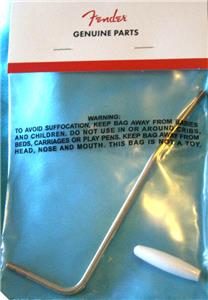 Fender
GENUINE PARTS
WARNING:
TO AVOID SUFFOCATION, KEEP BAG AWAY FROM BABIES
AND CHILDREN. DO NOT USE IN OR AROUND CRIBS,
BEDS, CARRIAGES OR PLAY PENS. KEEP BAG AWAY FROM
HEAD, NOSE AND MOUTH. THIS BAG IS NOT A TOY.